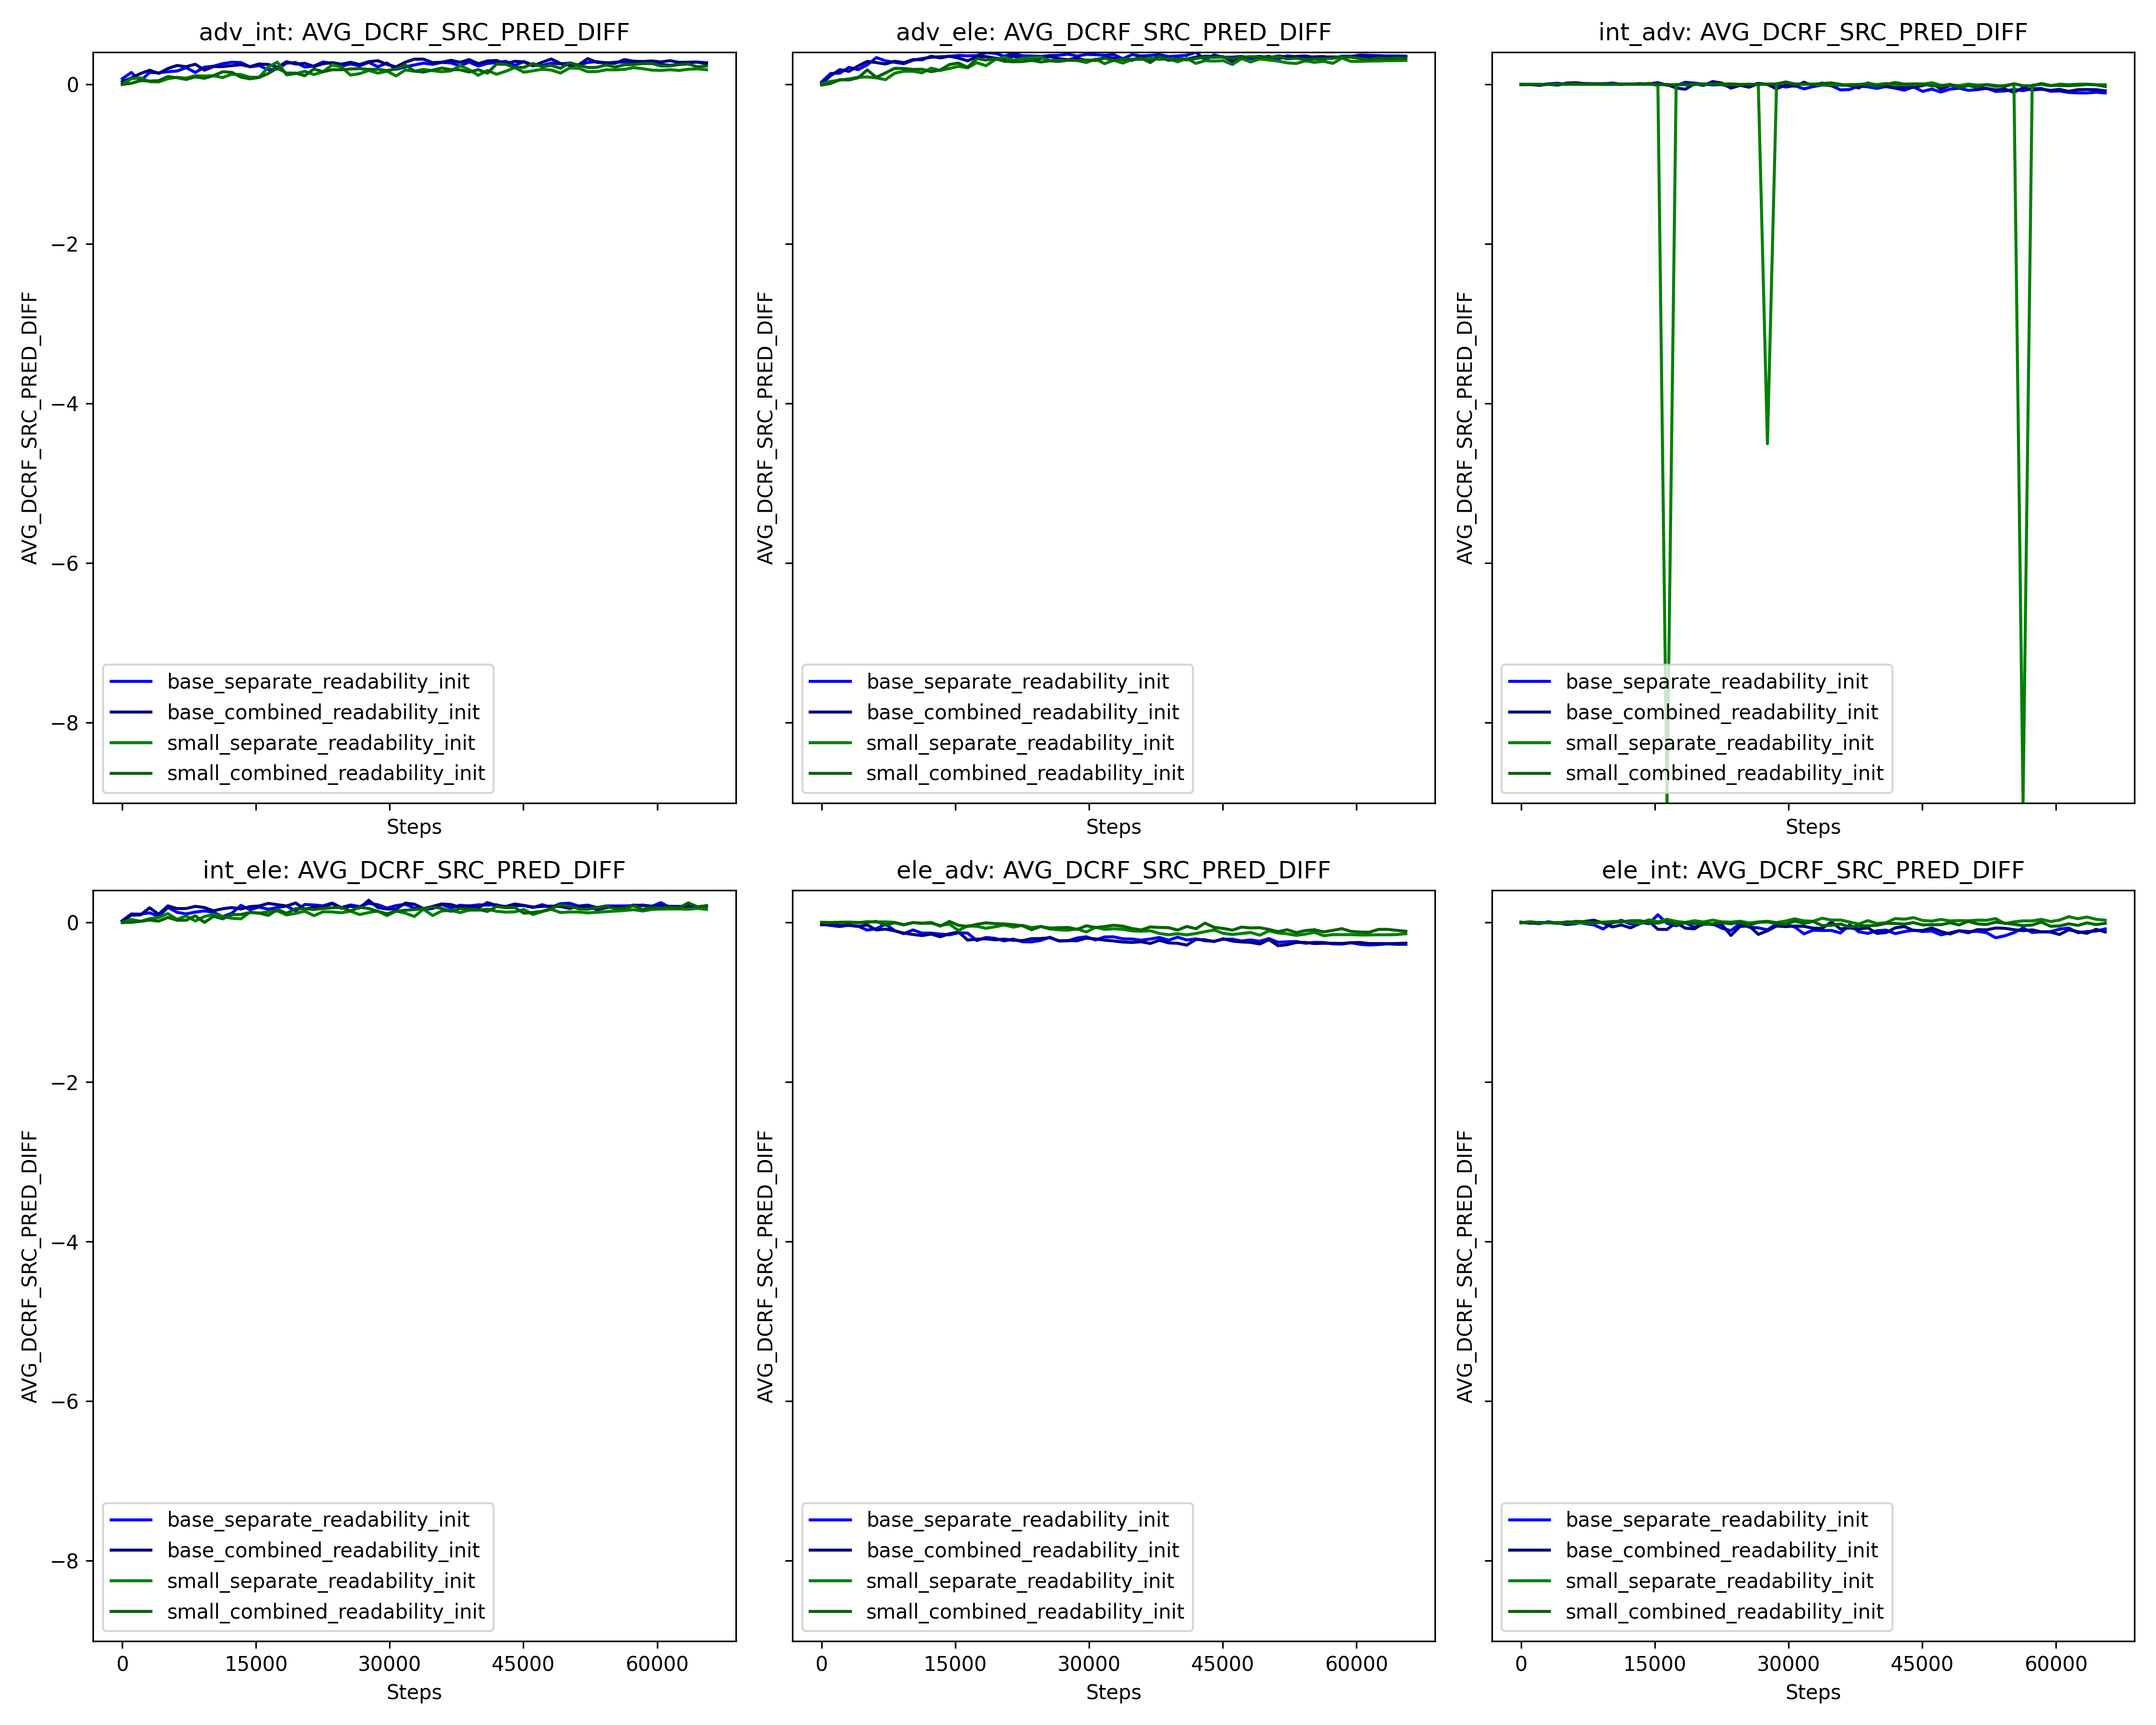 adv_int: AVG_DCRF_SRC_PRED_DIFF
AVG_DCRF_SRC_PRED_DIFF
0
−2
−4
−6
−8
base_separate_readability_init
base_combined_readability_init
small_separate_readability_init
small_combined_readability_init
Steps
adv_ele: AVG_DCRF_SRC_PRED_DIFF
AVG_DCRF_SRC_PRED_DIFF
base_separate_readability_init
base_combined_readability_init
small_separate_readability_init
small_combined_readability_init
Steps
int_adv: AVG_DCRF_SRC_PRED_DIFF
AVG_DCRF_SRC_PRED_DIFF
base_separate_readability_init
base_combined_readability_init
small_separate_readability_init
small_combined_readability_init
Steps
int_ele: AVG_DCRF_SRC_PRED_DIFF
AVG_DCRF_SRC_PRED_DIFF
0
−2
−4
−6
−8
base_separate_readability_init
base_combined_readability_init
small_separate_readability_init
small_combined_readability_init
0 15000 30000 45000 60000
Steps
ele_adv: AVG_DCRF_SRC_PRED_DIFF
AVG_DCRF_SRC_PRED_DIFF
base_separate_readability_init
base_combined_readability_init
small_separate_readability_init
small_combined_readability_init
0 15000 30000 45000 60000
Steps
ele_int: AVG_DCRF_SRC_PRED_DIFF
AVG_DCRF_SRC_PRED_DIFF
base_separate_readability_init
base_combined_readability_init
small_separate_readability_init
small_combined_readability_init
0 15000 30000 45000 60000
Steps